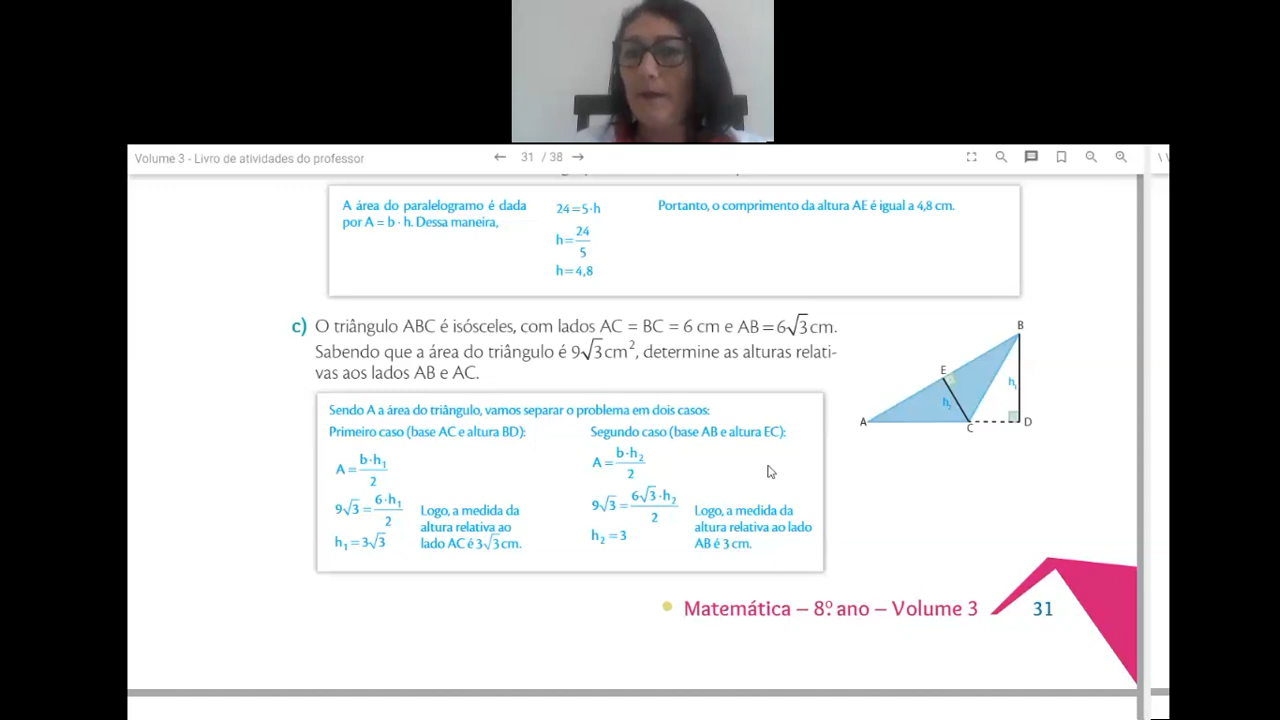 Volume 3 - Livro de atividades do professor
31 / 38
A área do paralelogramo é dada
por A = b · h. Dessa maneira,
24=5·h
h=24/5
h=4,8
Portanto, o comprimento da altura AE é igual a 4,8 cm.
c) O triângulo ABC é isósceles, com lados AC = BC = 6 cm e AB = 6√3 cm.
Sabendo que a área do triângulo é 9√3 cm², determine as alturas relati-
vas aos lados AB e AC.
B
E
h₁
h₂
A
C
D
Sendo A a área do triângulo, vamos separar o problema em dois casos:
Primeiro caso (base AC e altura BD):
A=b·h₁/2
9√3=6·h₁/2
h₁=3√3
Logo, a medida da
altura relativa ao
lado AC é 3√3 cm.
Segundo caso (base AB e altura EC):
A=b·h₂/2
9√3=6√3·h₂/2
h₂=3
Logo, a medida da
altura relativa ao lado
AB é 3 cm.
Matemática – 8º. ano – Volume 3
31